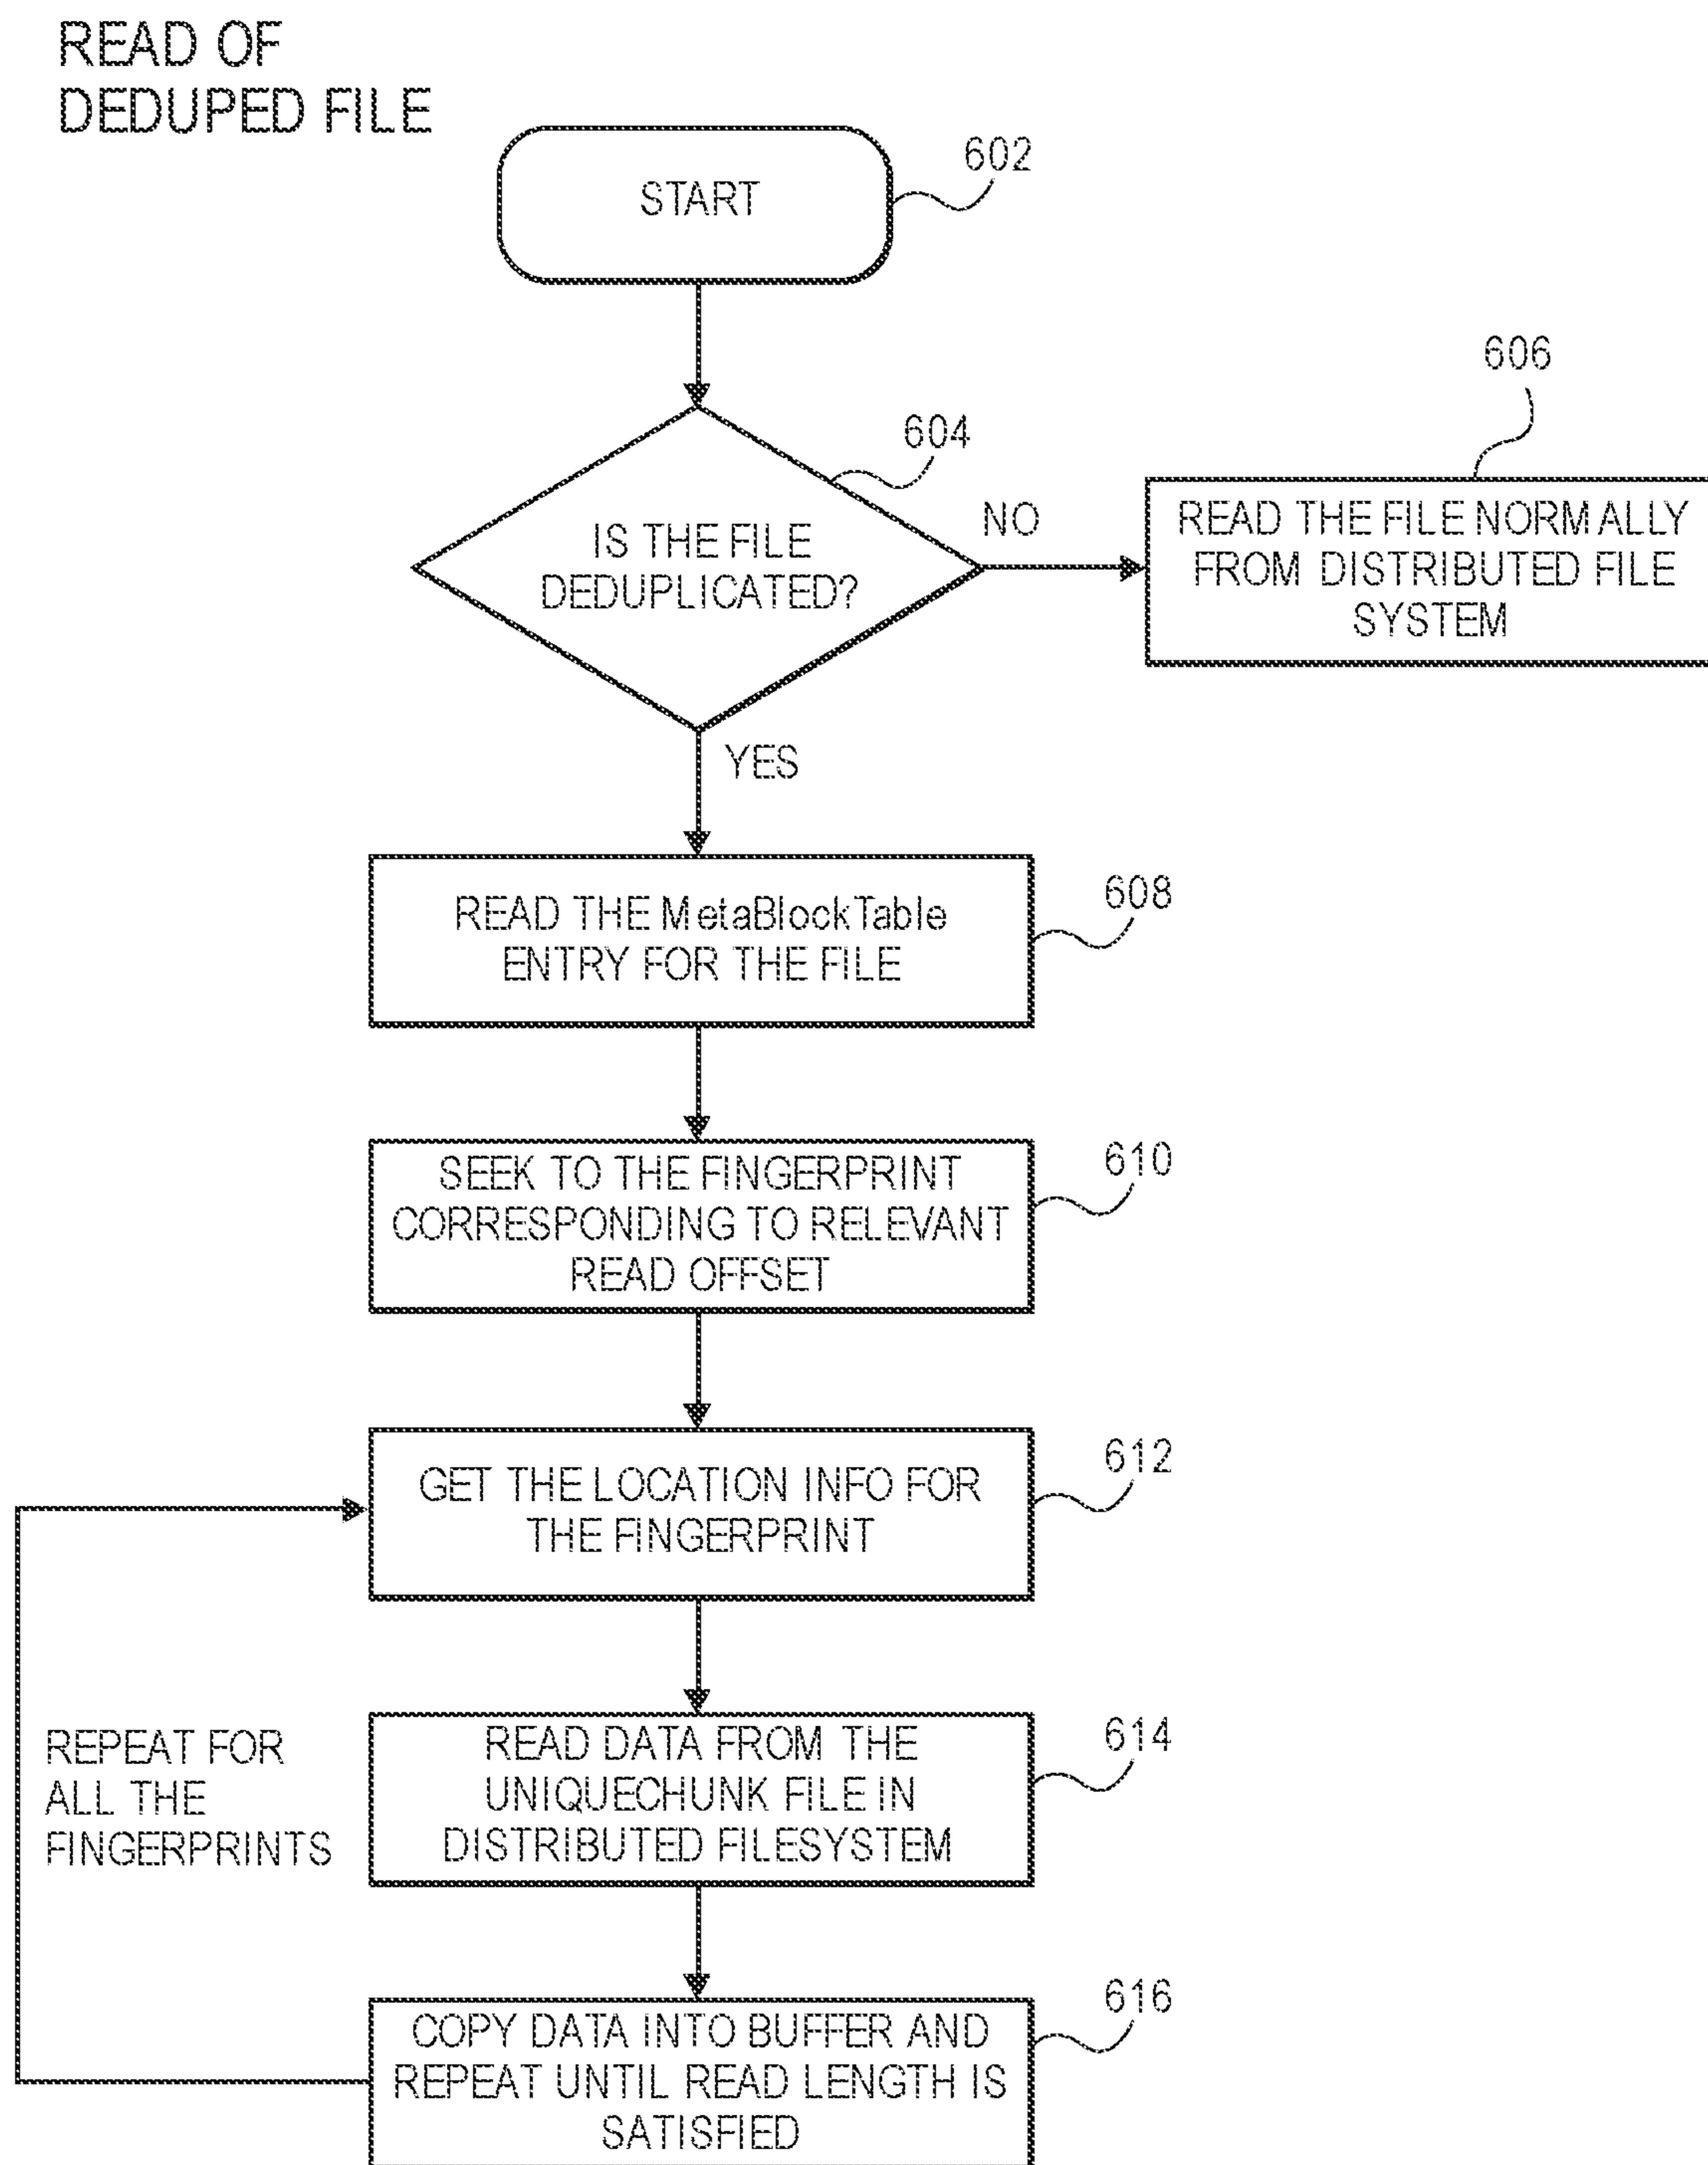 READ OF
DEDUPED FILE
START
602
604
IS THE FILE
DEDUPLICATED?
NO
606
READ THE FILE NORMALLY
FROM DISTRIBUTED FILE
SYSTEM
YES
608
READ THE MetaBlockTable
ENTRY FOR THE FILE
610
SEEK TO THE FINGERPRINT
CORRESPONDING TO RELEVANT
READ OFFSET
612
GET THE LOCATION INFO FOR
THE FINGERPRINT
614
READ DATA FROM THE
UNIQUECHUNK FILE IN
DISTRIBUTED FILESYSTEM
REPEAT FOR
ALL THE
FINGERPRINTS
616
COPY DATA INTO BUFFER AND
REPEAT UNTIL READ LENGTH IS
SATISFIED